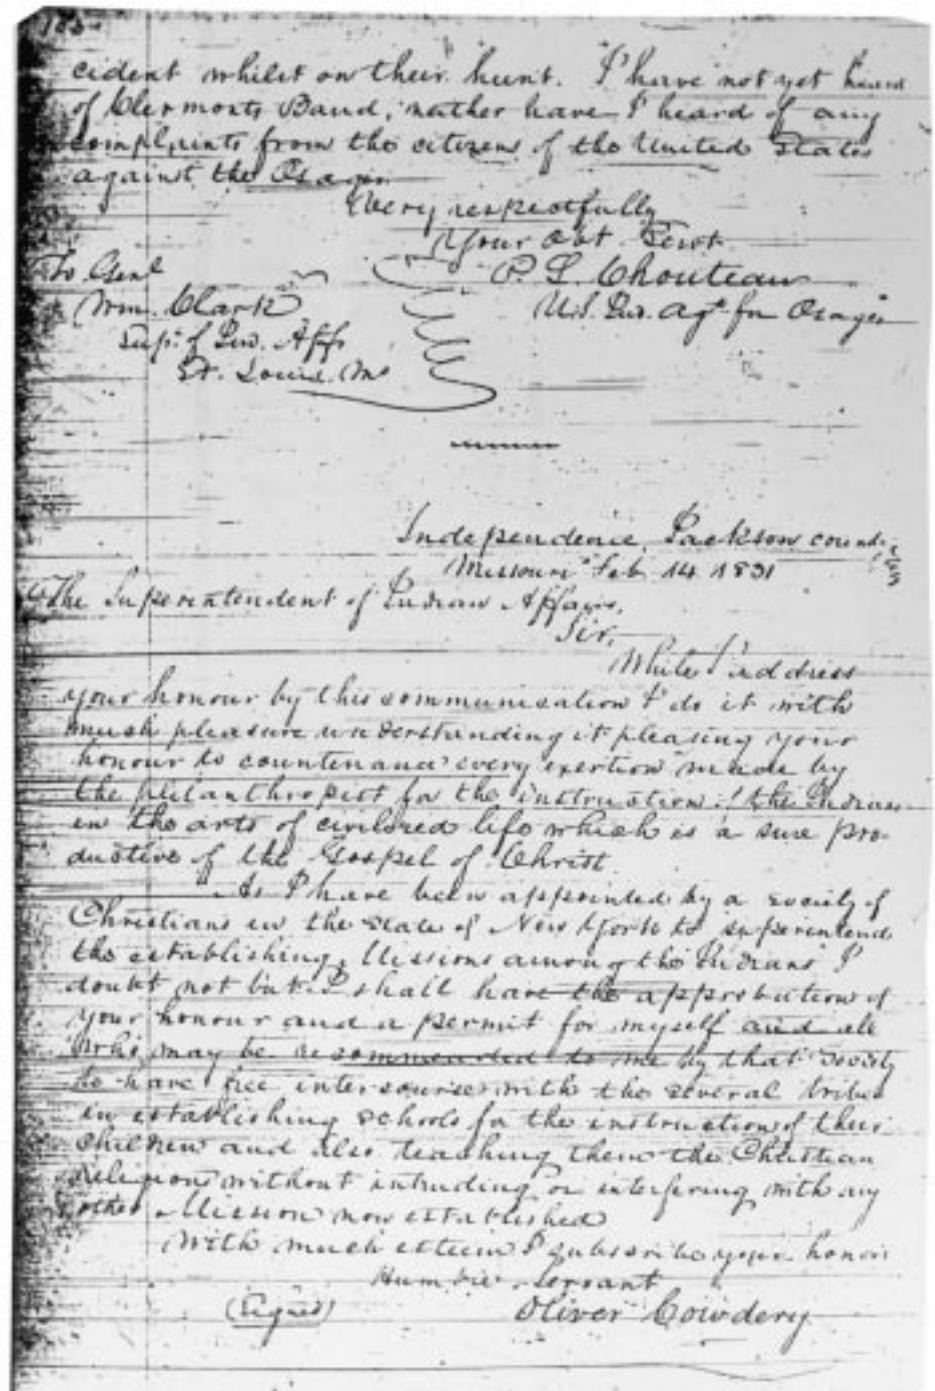 cident whilst on their hunt. I have not yet heard
of Clermonts Band, neather have I heard of any
complaints from the citizens of the United States
against the Osages
Very respectfully
Your Obt. Servt.
To Genl
P. L. Chouteau
Wm. Clark
U.S. Ind. Agt. for Osages
Supt. of Ind. Affs
St. Louis. Mo
Independence, Jackson county
Missouri Feb 14 1831
To The Superintendent of Indian Affairs,
Sir,
While I address
your honour by this communication I do it with
much pleasure understanding it pleasing your
honour to countenance every exertion made by
the philanthropist for the instruction of the Indian
in the arts of civilized life which is a sure pro-
ductive of the Gospel of Christ.
As I have been appointed by a society of
Christians in the State of New York to superintend
the establishing Missions among the Indians I
doubt not but I shall have the approbation of
your honour and a permit for myself and all
who may be recommended to me by that Society
to have free intercourse with the several tribes
in establishing schools for the instruction of their
children and also teaching them the Christian
religion without intruding or interfering with any
other Mission now established
With much esteem I subscribe your honors
Humble Servant
(Signed) Oliver Cowdery